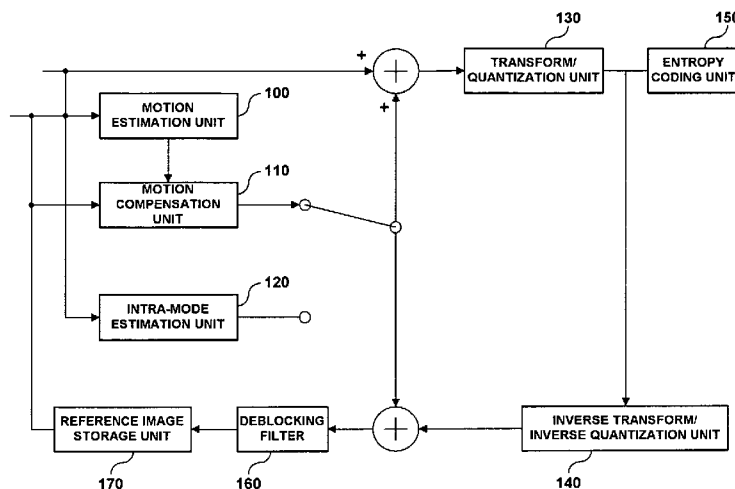 130
150
+
TRANSFORM/
QUANTIZATION UNIT
ENTROPY
CODING UNIT
+
MOTION
ESTIMATION UNIT
100
MOTION
COMPENSATION
UNIT
110
INTRA-MODE
ESTIMATION UNIT
120
REFERENCE IMAGE
STORAGE UNIT
170
DEBLOCKING
FILTER
160
INVERSE TRANSFORM/
INVERSE QUANTIZATION UNIT
140